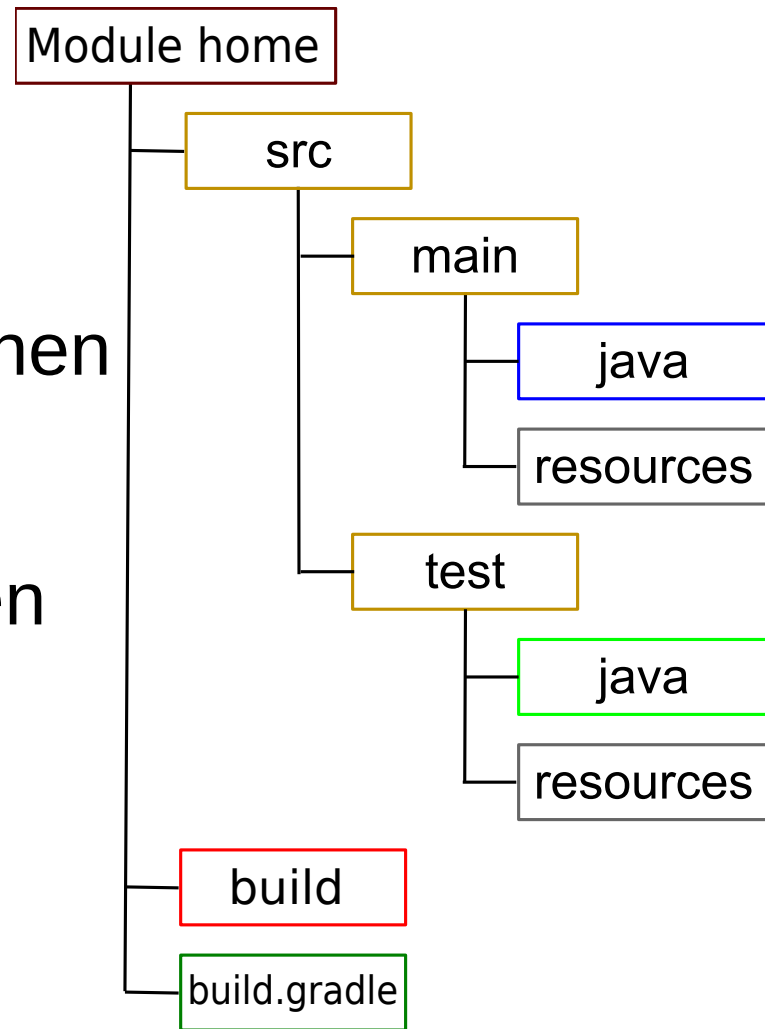 Module home
src
main
java
resources
test
java
resources
build
build.gradle